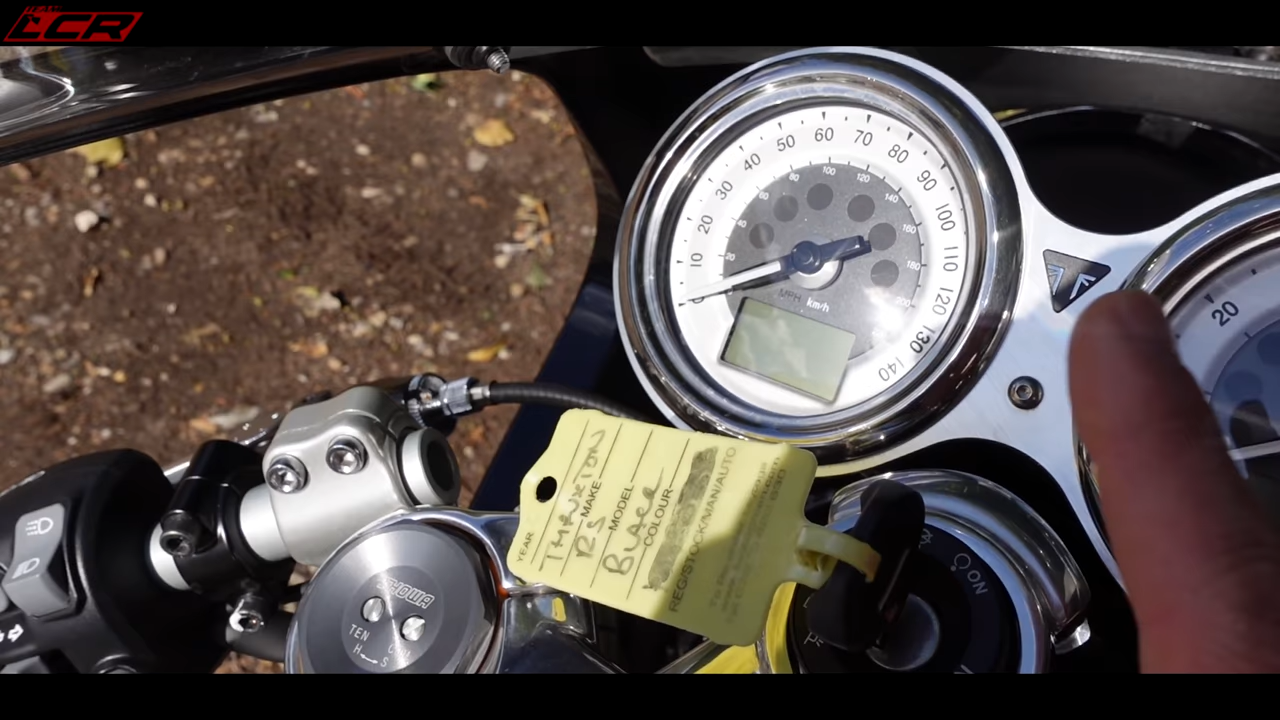 LCR
0
10
20
30
40
50
60
70
80
90
100
110
120
130
140
20
40
60
80
100
120
140
160
180
200
MPH km/h
20
YEAR
MAKE
THRUXTON
MODEL
RS
COLOUR
BLACK
REG/STOCK/MAN/AUTO
ON
SHOWA
TEN
H S